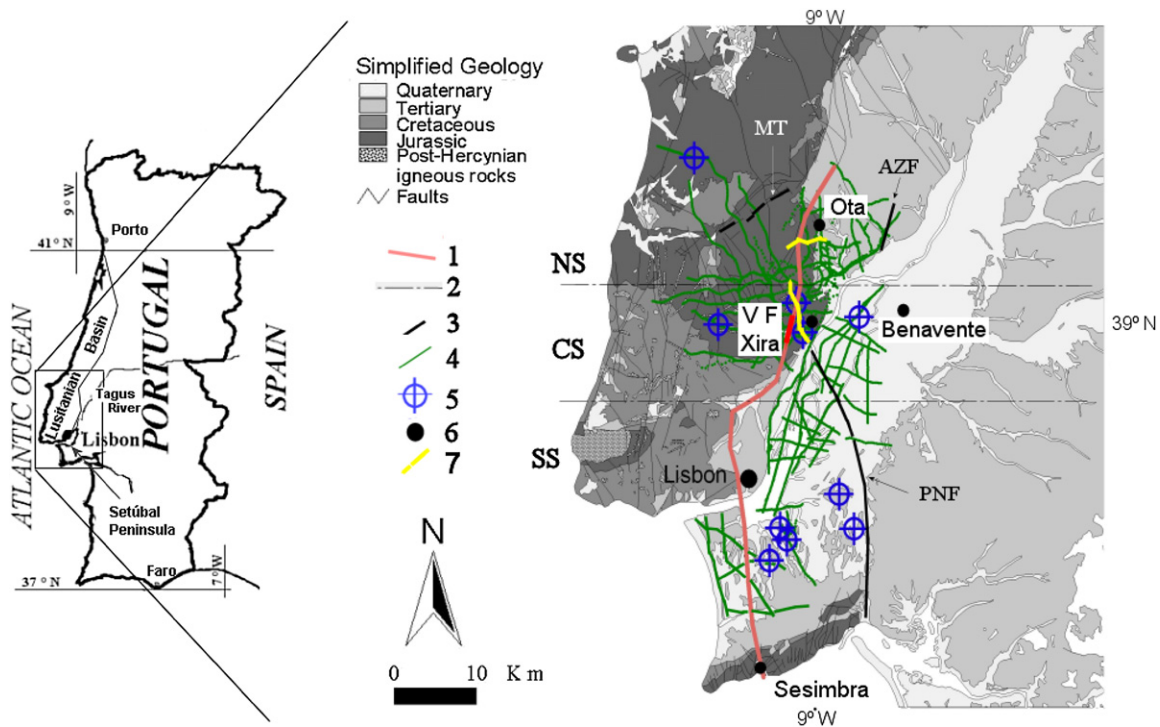 9° W
Porto
41° N
ATLANTIC OCEAN
Lusitanian
Basin
PORTUGAL
SPAIN
Tagus
River
Lisbon
Setúbal
Peninsula
37 ° N
Faro
7° W
Simplified Geology
Quaternary
Tertiary
Cretaceous
Jurassic
Post-Hercynian
igneous rocks
Faults
1
2
3
4
5
6
7
N
0 10 K m
9° W
MT
AZF
Ota
NS
V F
Xira
Benavente
39° N
CS
SS
Lisbon
PNF
Sesimbra
9° W